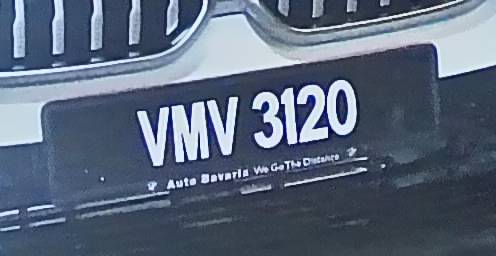 VMV 3120
Auto Bavaria We Go The Distance